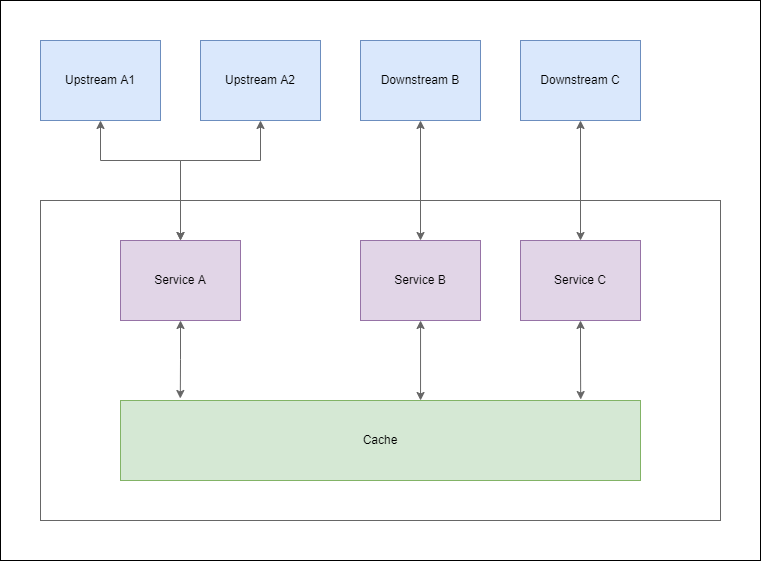 Upstream A1
Upstream A2
Downstream B
Downstream C
Service A
Service B
Service C
Cache